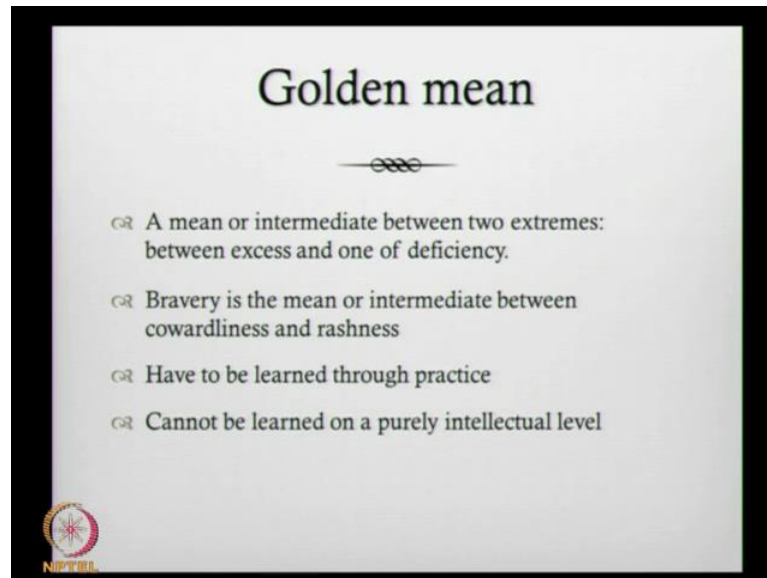 Golden mean
A mean or intermediate between two extremes:
between excess and one of deficiency.
Bravery is the mean or intermediate between
cowardliness and rashness
Have to be learned through practice
Cannot be learned on a purely intellectual level
NPTEL